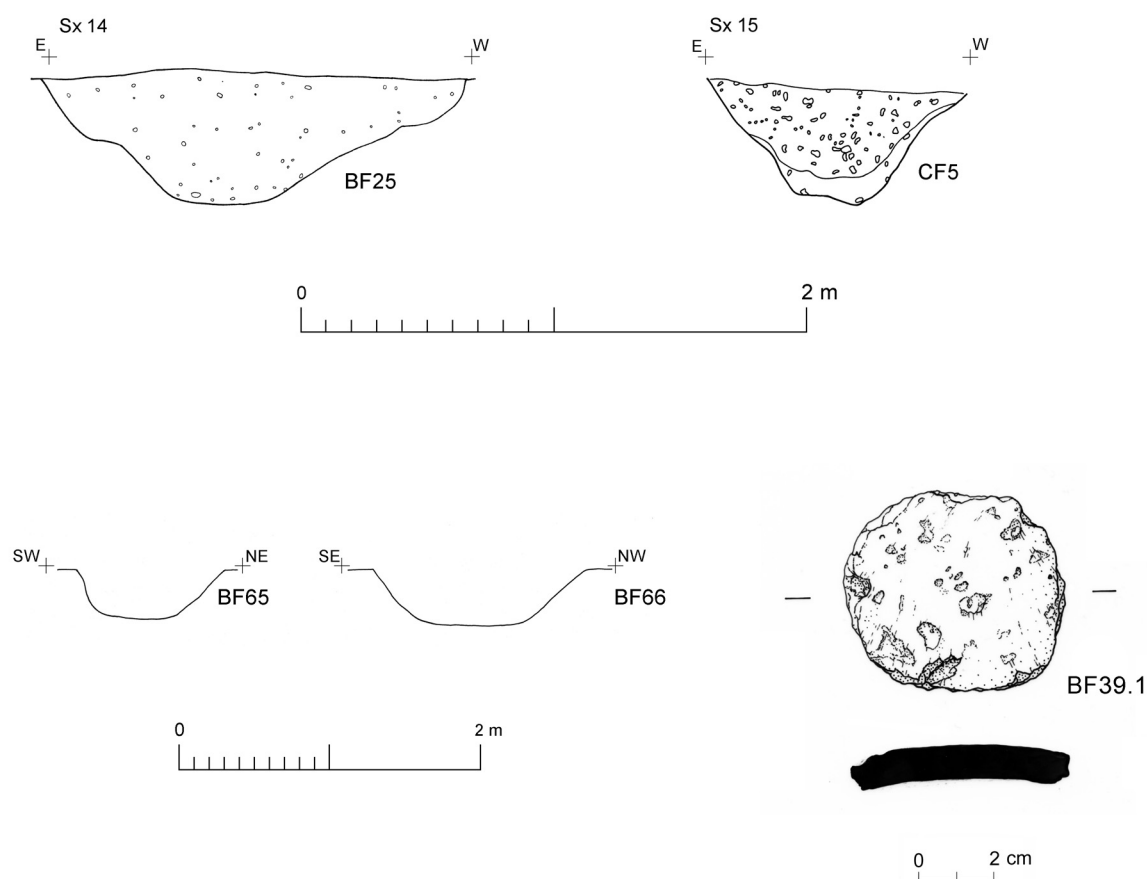 Sx 14
E W
BF25
Sx 15
E W
CF5
0 2 m
SW NE
BF65
SE NW
BF66
0 2 m
BF39.1
0 2 cm